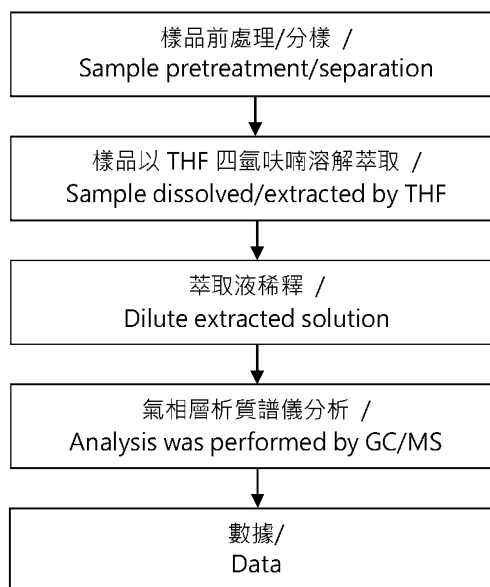 樣品前處理/分樣 /
Sample pretreatment/separation
樣品以 THF 四氫呋喃溶解萃取 /
Sample dissolved/extracted by THF
萃取液稀釋 /
Dilute extracted solution
氣相層析質譜儀分析 /
Analysis was performed by GC/MS
數據/
Data